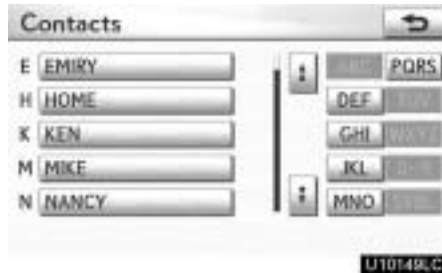 Contacts
E EMIRY PQRS
H HOME DEF
K KEN GHI
M MIKE JKL
N NANCY MNO
U10149LC